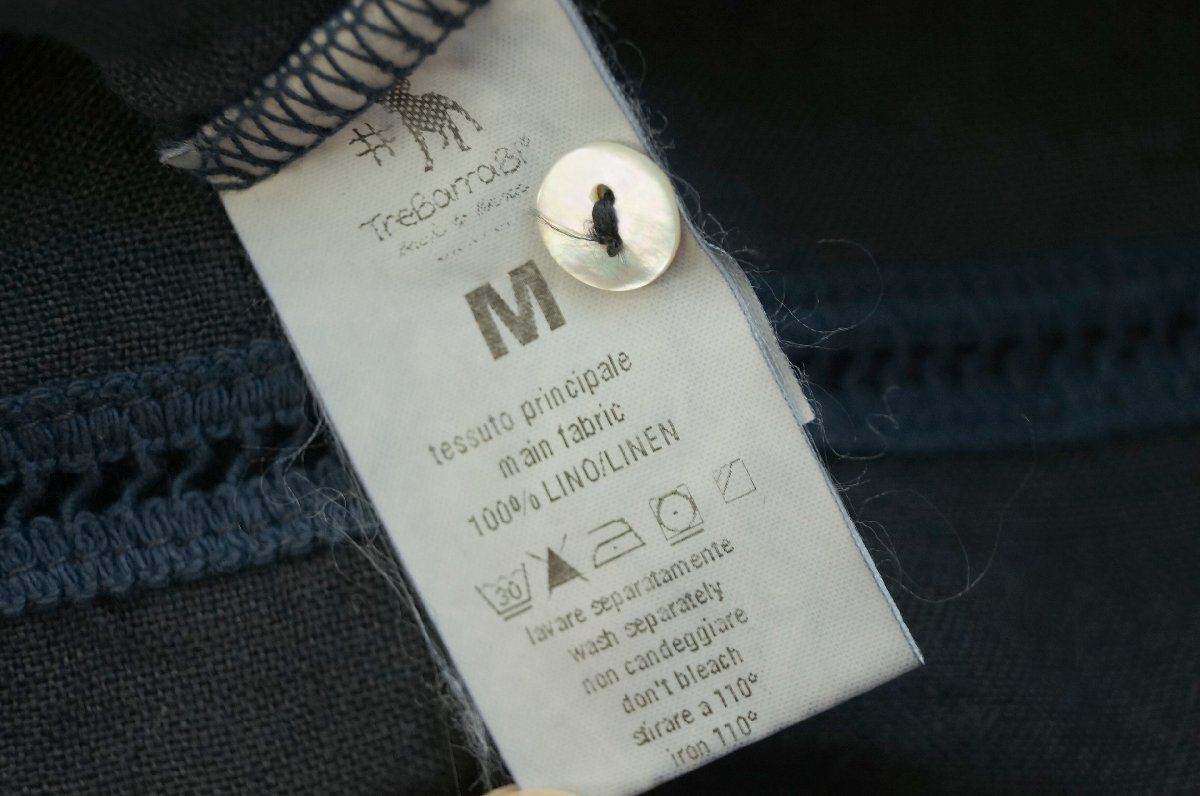 #
TreBarraBi
M
tessuto principale
main fabric
100% LINO/LINEN
30
lavare separatamente
wash separately
non candeggiare
don't bleach
stirare a 110°
iron 110°